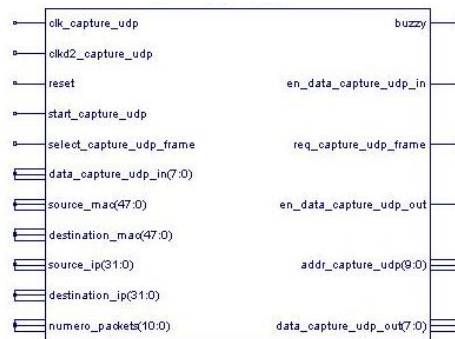 clk_capture_udp
buzzy
clkd2_capture_udp
reset
en_data_capture_udp_in
start_capture_udp
select_capture_udp_frame
req_capture_udp_frame
data_capture_udp_in(7:0)
source_mac(47:0)
en_data_capture_udp_out
destination_mac(47:0)
source_ip(31:0)
addr_capture_udp(9:0)
destination_ip(31:0)
numero_packets(10:0)
data_capture_udp_out(7:0)